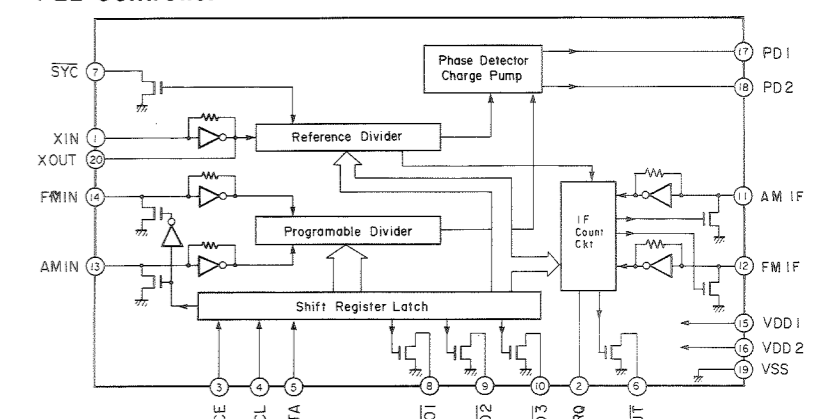 SYC 7
XIN 1
XOUT 20
FMIN 14
AMIN 13
Phase Detector
Charge Pump
17 PD1
18 PD2
Reference Divider
Programable Divider
Shift Register Latch
IF
Count
Ckt
11 AM IF
12 FM IF
15 VDD1
16 VDD2
19 VSS
3
4
5
8
9
10
2
6